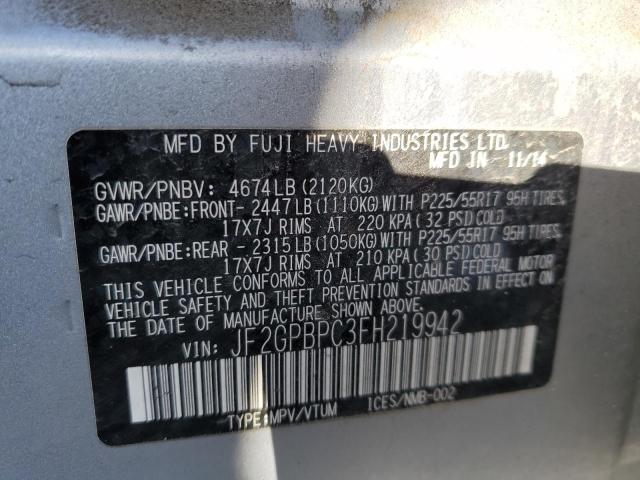 MFD BY FUJI HEAVY INDUSTRIES LTD.
MFD IN 11/14
GVWR/PNBV: 4674LB(2120KG)
GAWR/PNBE:FRONT-2447LB(1110KG)WITH P225/55R17 95H TIRES,
17X7J RIMS AT 220 KPA(32 PSI)COLD
GAWR/PNBE:REAR -2315LB(1050KG)WITH P225/55R17 95H TIRES,
17X7J RIMS AT 210 KPA(30 PSI)COLD
THIS VEHICLE CONFORMS TO ALL APPLICABLE FEDERAL MOTOR
VEHICLE SAFETY AND THEFT PREVENTION STANDARDS IN EFFECT ON
THE DATE OF MANUFACTURE SHOWN ABOVE.
VIN: JF2GPBPC3FH219942
TYPE:MPV/VTUM ICES/NMB-002